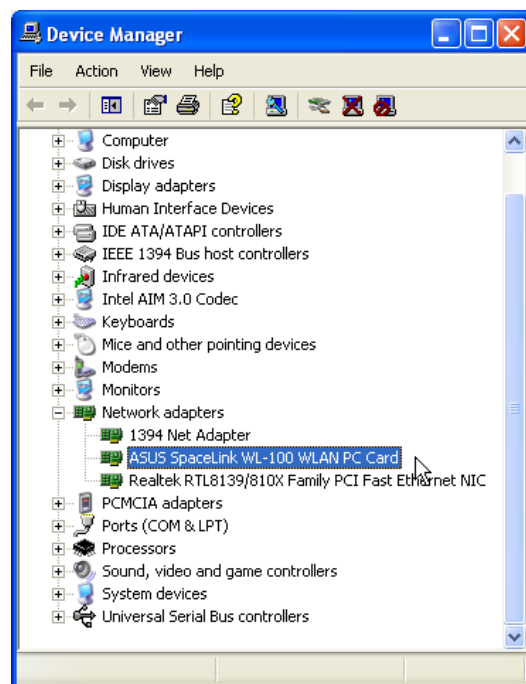 Device Manager
File Action View Help
Computer
Disk drives
Display adapters
Human Interface Devices
IDE ATA/ATAPI controllers
IEEE 1394 Bus host controllers
Infrared devices
Intel AIM 3.0 Codec
Keyboards
Mice and other pointing devices
Modems
Monitors
Network adapters
1394 Net Adapter
ASUS SpaceLink WL-100 WLAN PC Card
Realtek RTL8139/810X Family PCI Fast Ethernet NIC
PCMCIA adapters
Ports (COM & LPT)
Processors
Sound, video and game controllers
System devices
Universal Serial Bus controllers